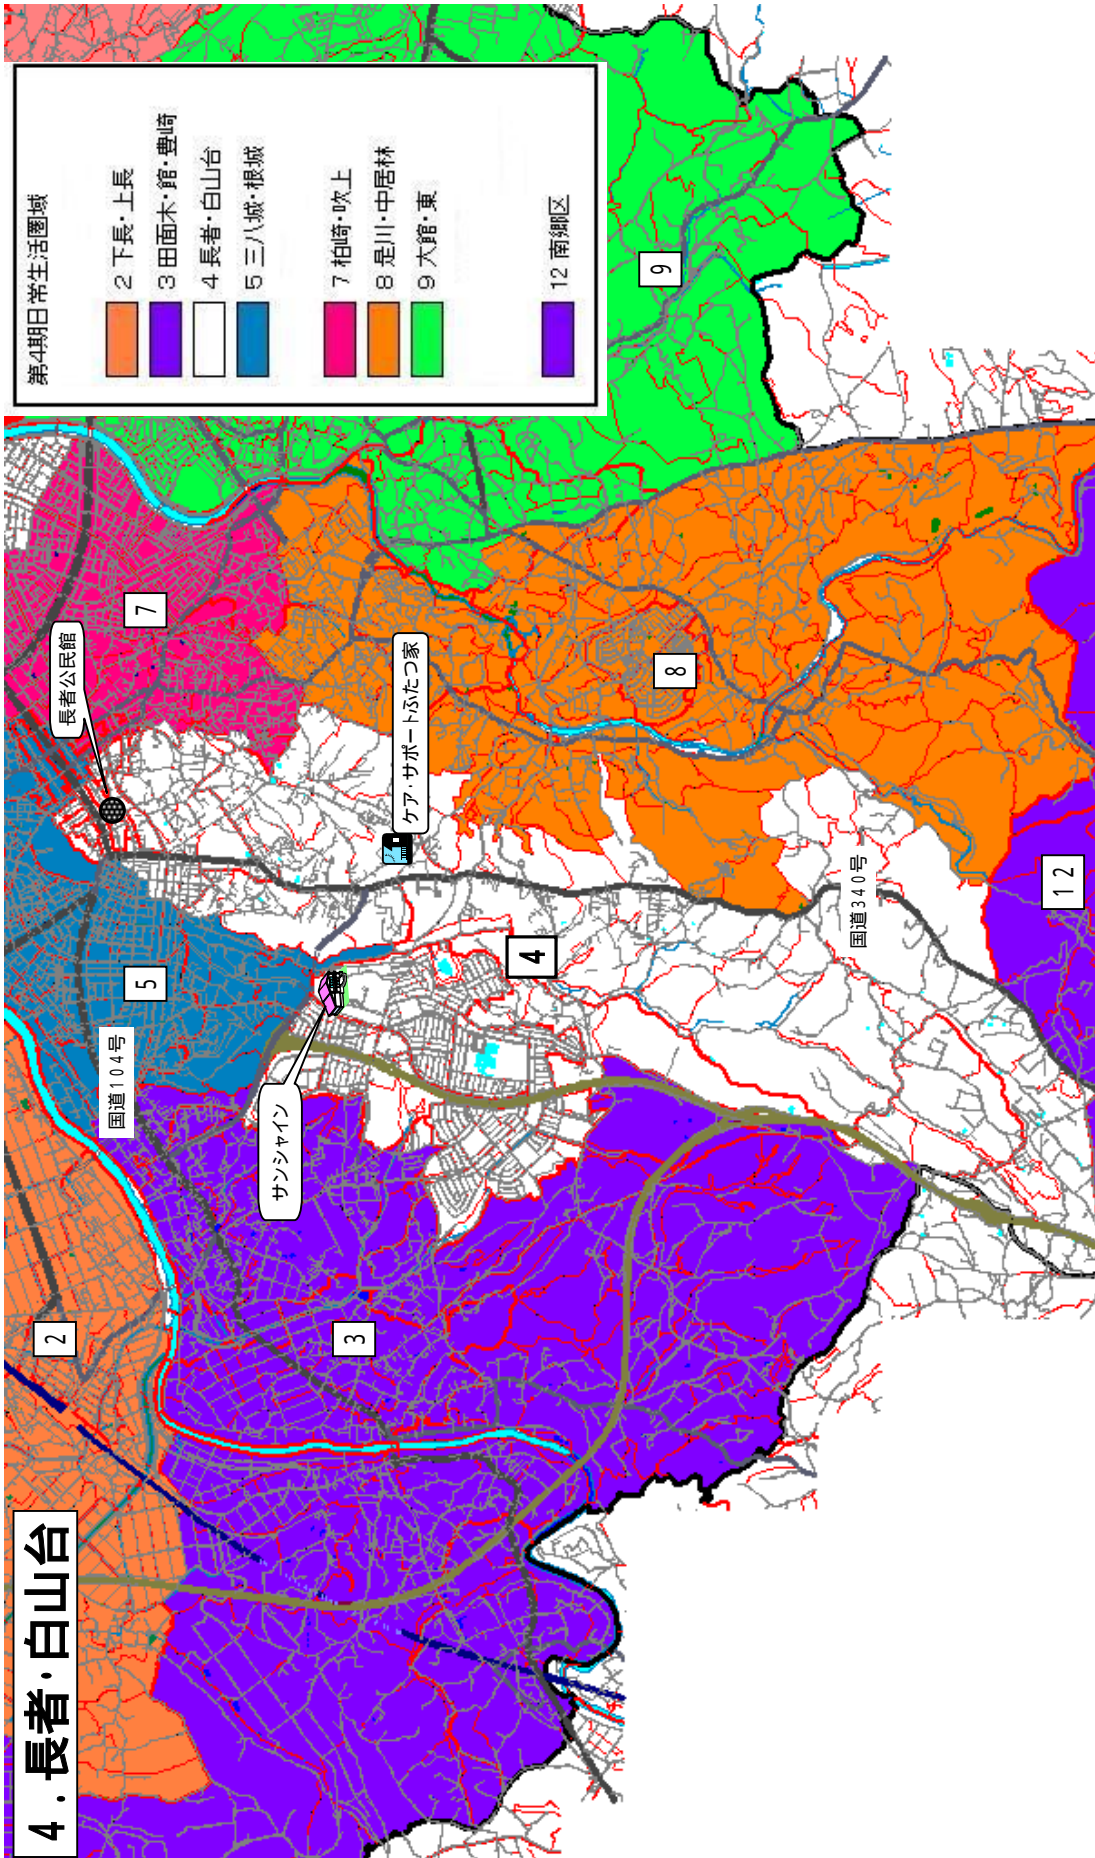 4．長者・白山台
第4期日常生活圏域
2 下長・上長
3 田面木・館・豊崎
4 長者・白山台
5 三八城・根城
7 柏崎・吹上
8 是川・中居林
9 大館・東
12 南郷区
長者公民館
7
5
国道104号
2
サンシャイン
3
ケア・サポートふたつ家
4
8
9
国道340号
12